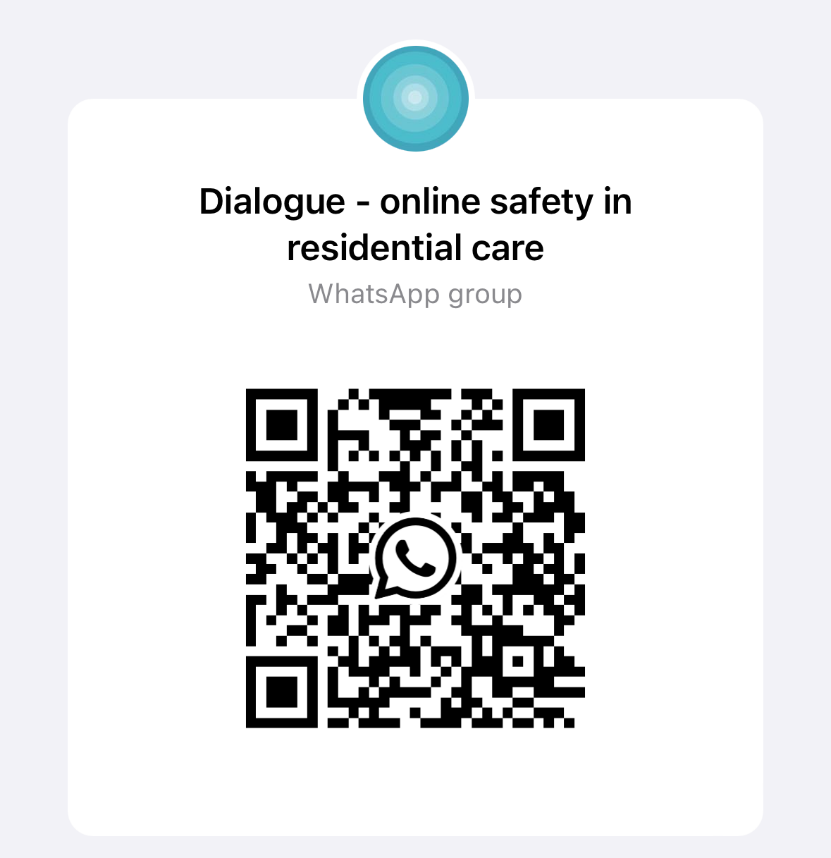 Dialogue - online safety in
residential care
WhatsApp group